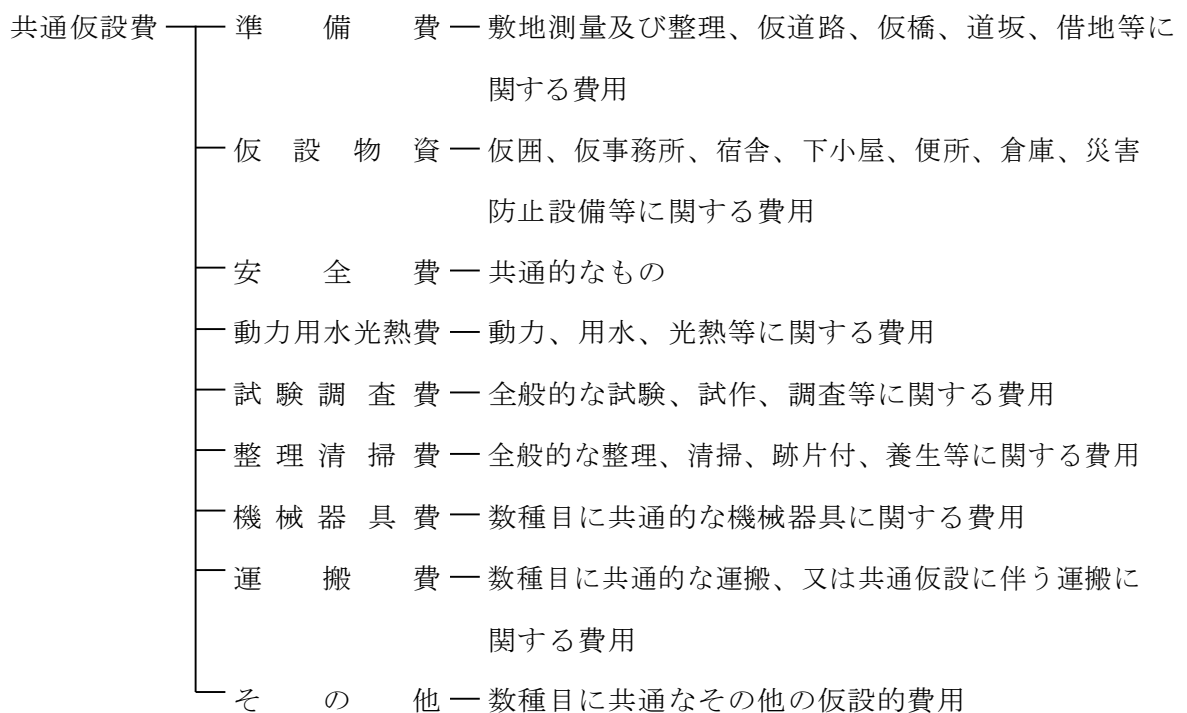 共通仮設費 準備費 敷地測量及び整理、仮道路、仮橋、道坂、借地等に
関する費用
仮設物資 仮囲、仮事務所、宿舎、下小屋、便所、倉庫、災害
防止設備等に関する費用
安全費 共通的なもの
動力用水光熱費 動力、用水、光熱等に関する費用
試験調査費 全般的な試験、試作、調査等に関する費用
整理清掃費 全般的な整理、清掃、跡片付、養生等に関する費用
機械器具費 数種目に共通的な機械器具に関する費用
運搬費 数種目に共通的な運搬、又は共通仮設に伴う運搬に
関する費用
その他 数種目に共通なその他の仮設的費用